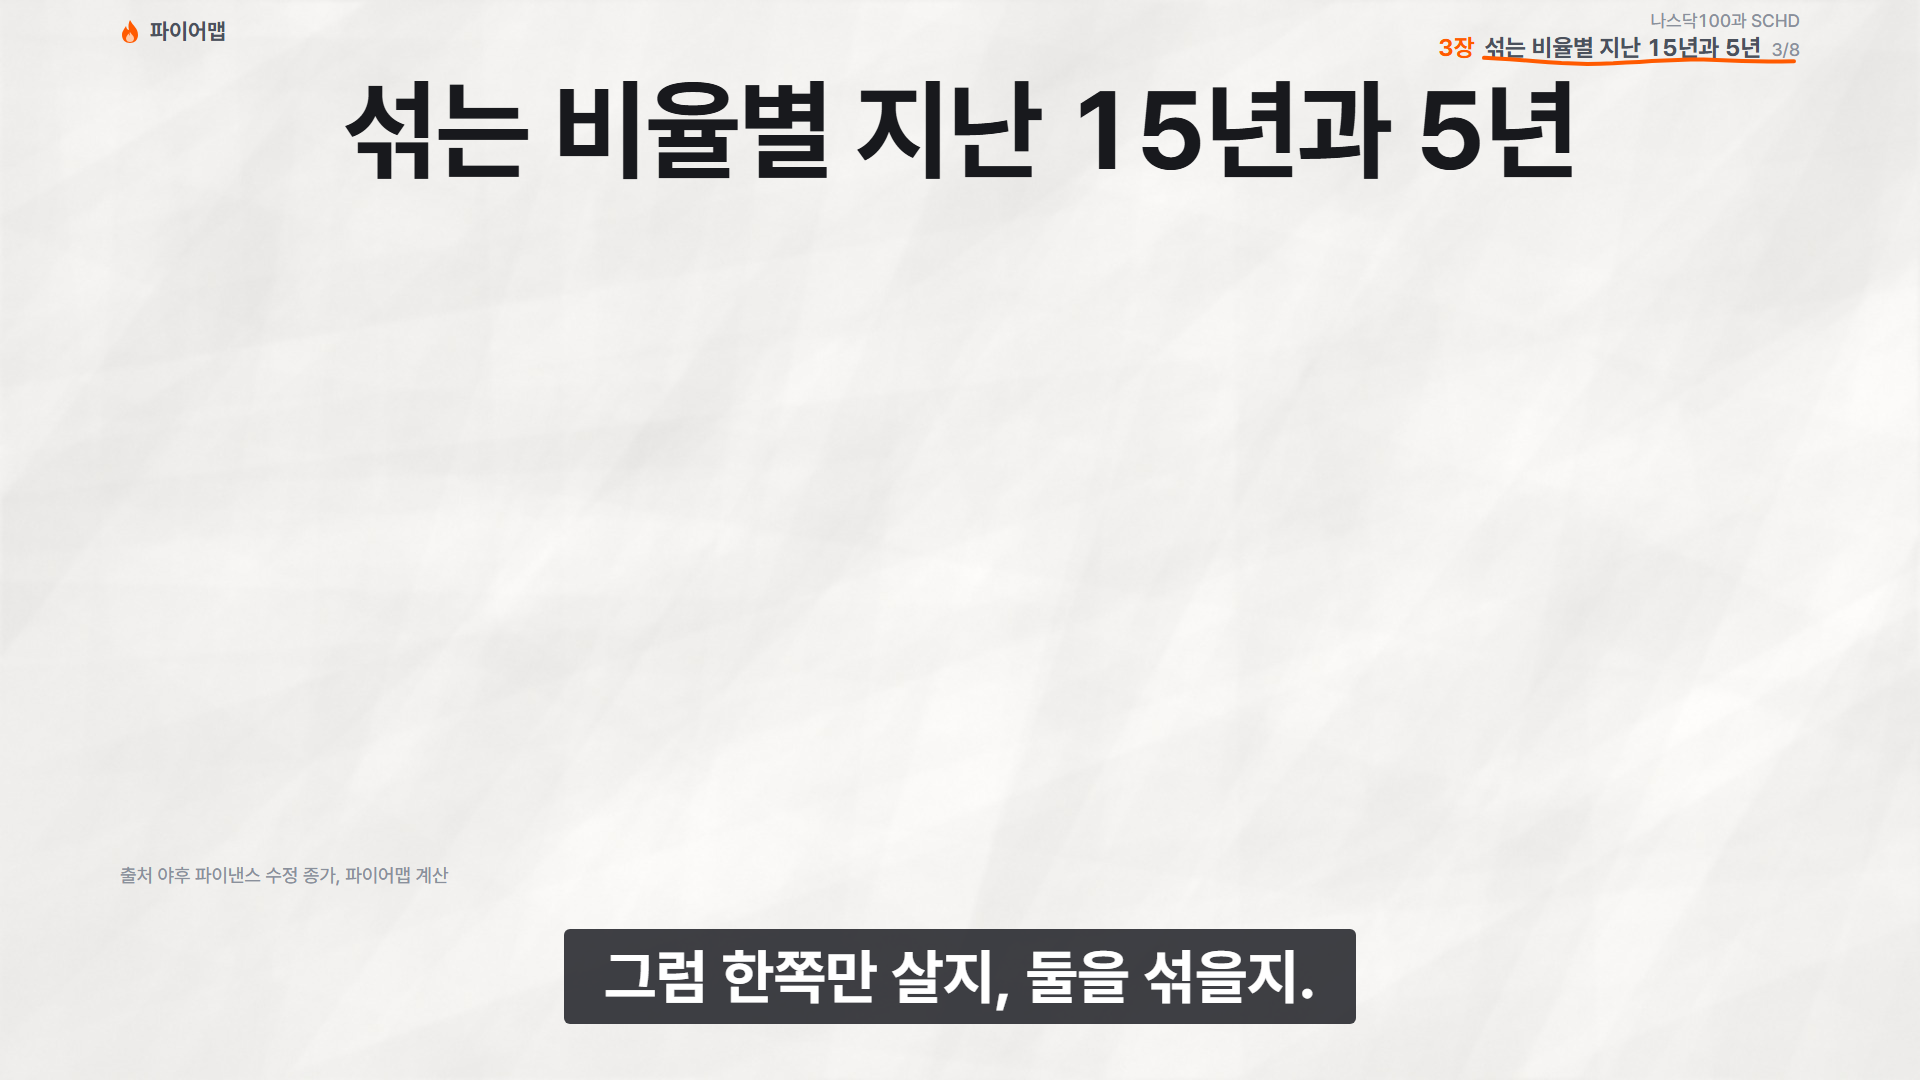 파이어맵
나스닥100과 SCHD
3장 섞는 비율별 지난 15년과 5년 3/8
섞는 비율별 지난 15년과 5년
출처 야후 파이낸스 수정 종가, 파이어맵 계산
그럼 한쪽만 살지, 둘을 섞을지.